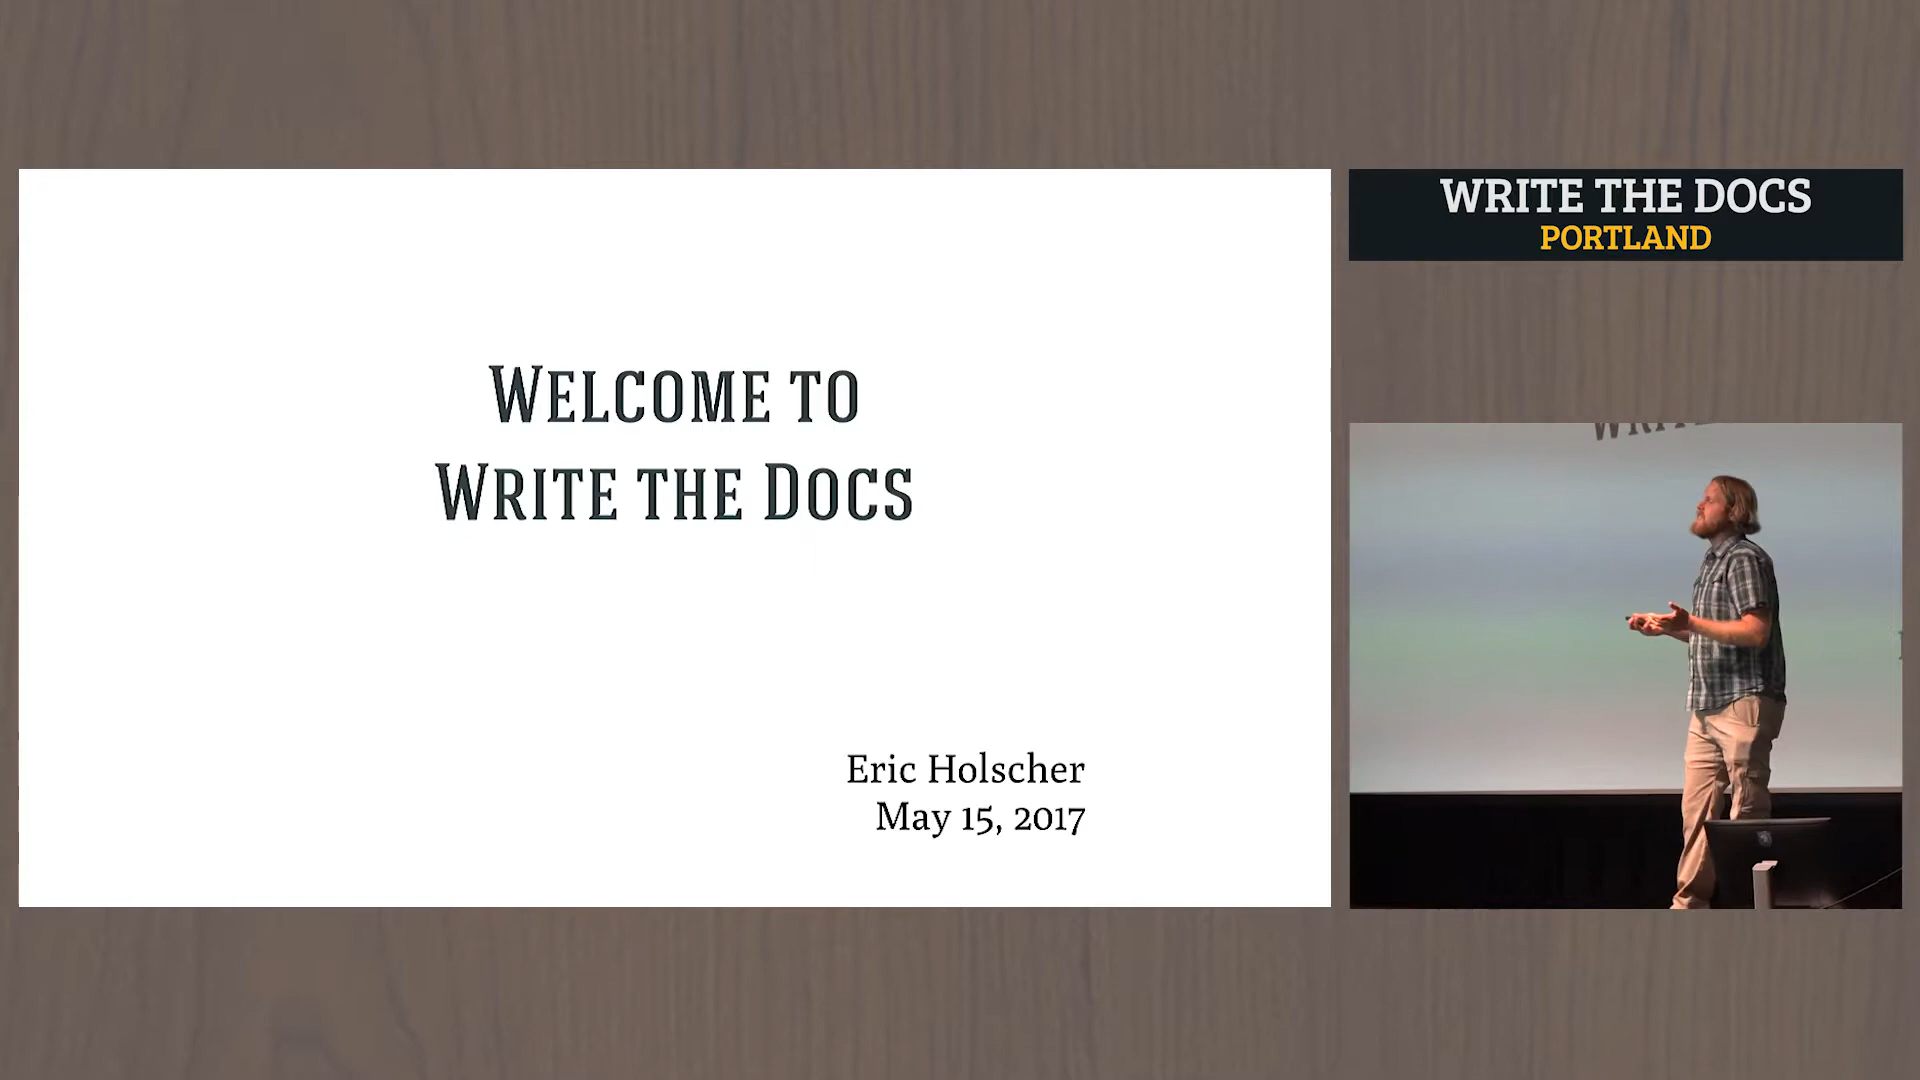 WELCOME TO
WRITE THE DOCS
Eric Holscher
May 15, 2017
WRITE THE DOCS
PORTLAND